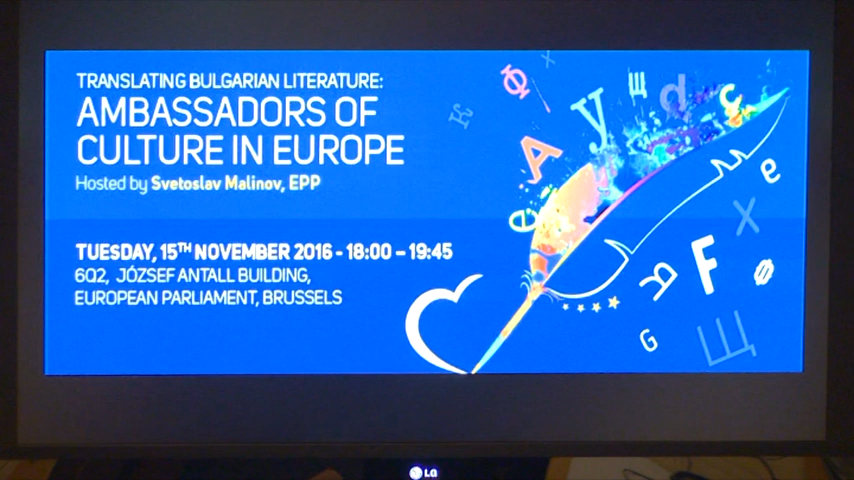 TRANSLATING BULGARIAN LITERATURE:
AMBASSADORS OF
CULTURE IN EUROPE
Hosted by Svetoslav Malinov, EPP
TUESDAY, 15TH NOVEMBER 2016 - 18:00 – 19:45
6Q2, JÓZSEF ANTALL BUILDING,
EUROPEAN PARLIAMENT, BRUSSELS
LG